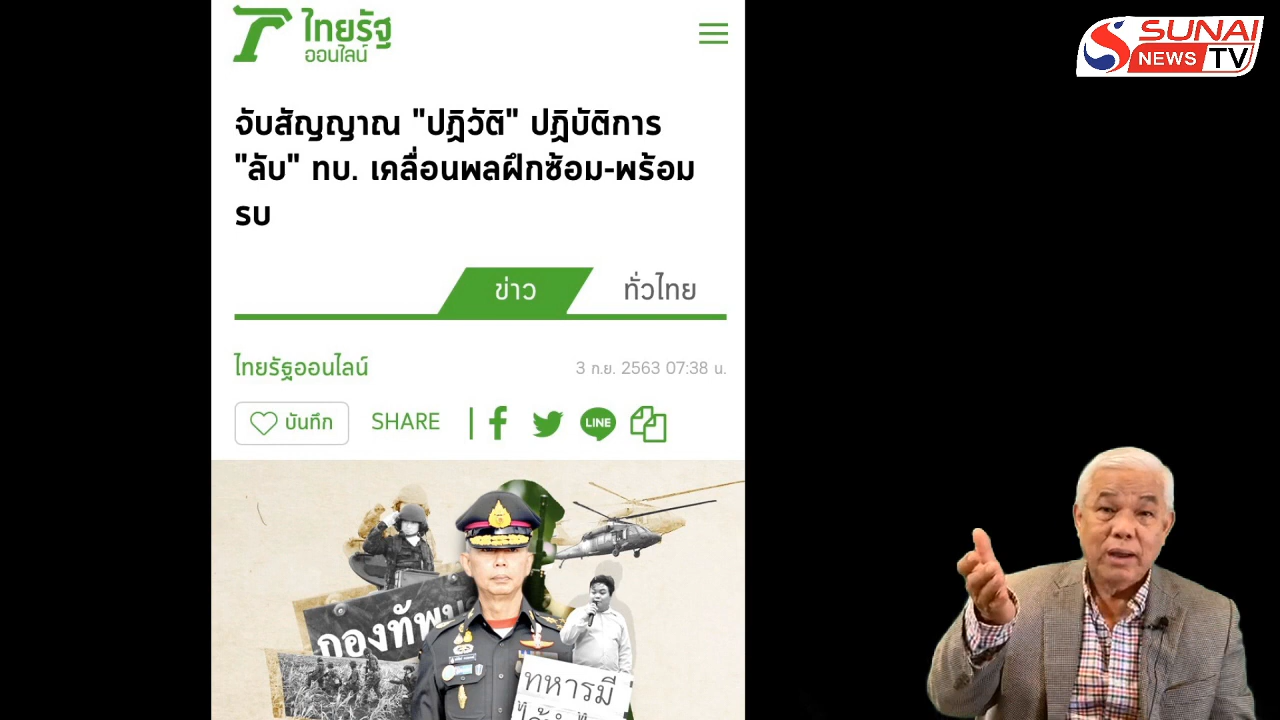 ไทยรัฐ
ออนไลน์
SUNAI
NEWS TV
จับสัญญาณ "ปฏิวัติ" ปฏิบัติการ
"ลับ" ทบ. เคลื่อนพลฝึกซ้อม-พร้อม
รบ
ข่าว ทั่วไทย
ไทยรัฐออนไลน์ 3 ก.ย. 2563 07:38 น.
บันทึก SHARE LINE
กองทัพบ
ทหารมี